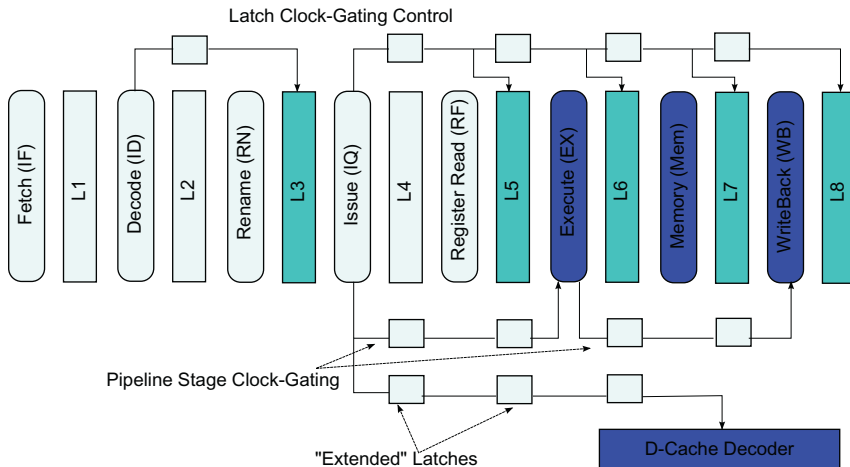 Latch Clock-Gating Control
Fetch (IF)
L1
Decode (ID)
L2
Rename (RN)
L3
Issue (IQ)
L4
Register Read (RF)
L5
Execute (EX)
L6
Memory (Mem)
L7
WriteBack (WB)
L8
Pipeline Stage Clock-Gating
"Extended" Latches
D-Cache Decoder